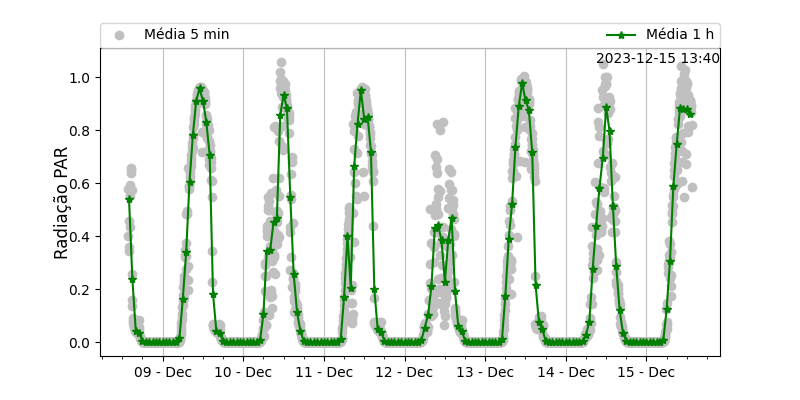 Média 5 min
Média 1 h
2023-12-15 13:40
Radiação PAR
1.0
0.8
0.6
0.4
0.2
0.0
09 - Dec
10 - Dec
11 - Dec
12 - Dec
13 - Dec
14 - Dec
15 - Dec